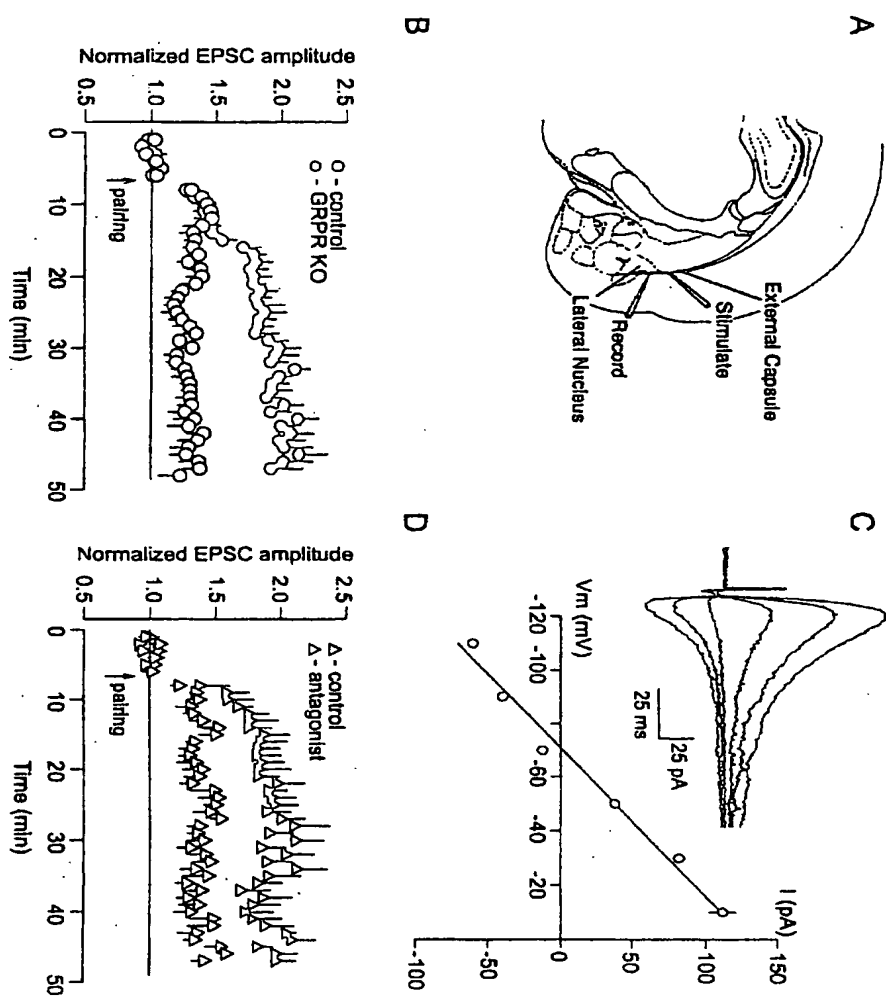 A
External Capsule
Stimulate
Record
Lateral Nucleus
B
Normalized EPSC amplitude
2.5
2.0
1.5
1.0
0.5
O - control
O - GRPR KO
pairing
0
10
20
30
40
50
Time (min)
C
25 pA
25 ms
D
Vm (mV)
-120
-100
-60
-40
-20
I (pA)
150
100
50
0
-50
-100
Normalized EPSC amplitude
2.5
2.0
1.5
1.0
0.5
△ - control
△ - antagonist
pairing
0
10
20
30
40
50
Time (min)